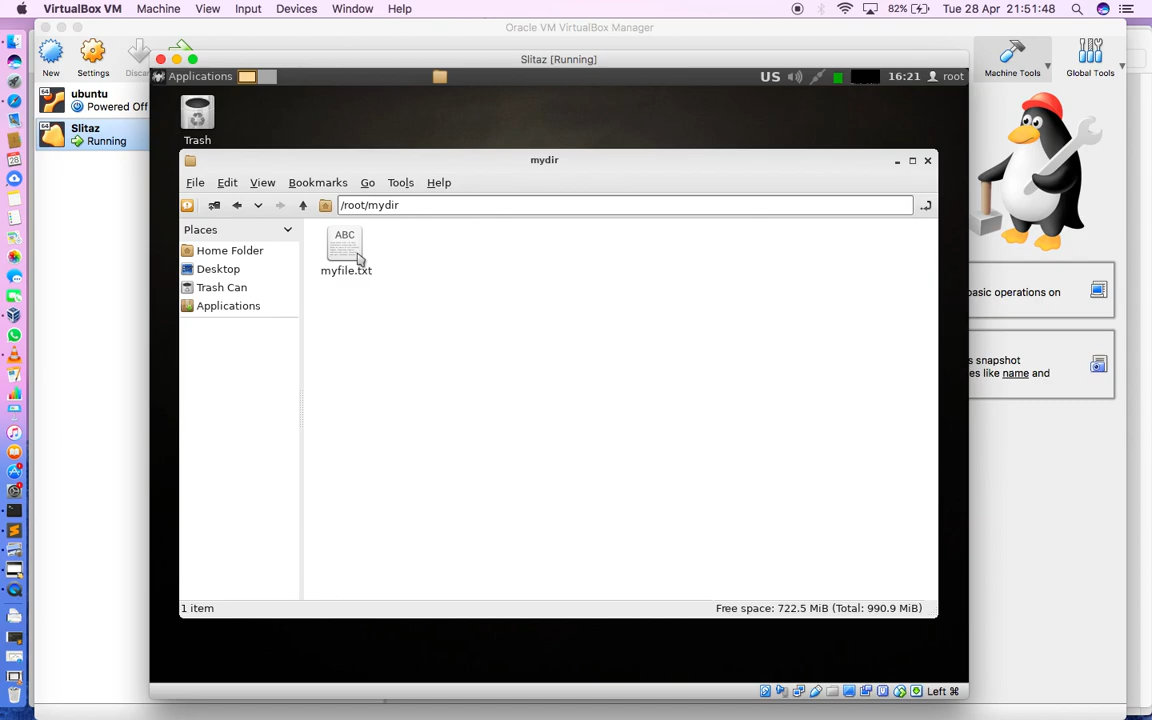 VirtualBox VM Machine View Input Devices Window Help 82% Tue 28 Apr 21:51:48
Oracle VM VirtualBox Manager
New Settings Discar
Machine Tools Global Tools
64 ubuntu
Powered Off
64 Slitaz
Running
Slitaz [Running]
Applications US 16:21 root
Trash
mydir
File Edit View Bookmarks Go Tools Help
/root/mydir
Places
Home Folder
Desktop
Trash Can
Applications
ABC
myfile.txt
1 item Free space: 722.5 MiB (Total: 990.9 MiB)
basic operations on
s snapshot
es like name and
Left ⌘